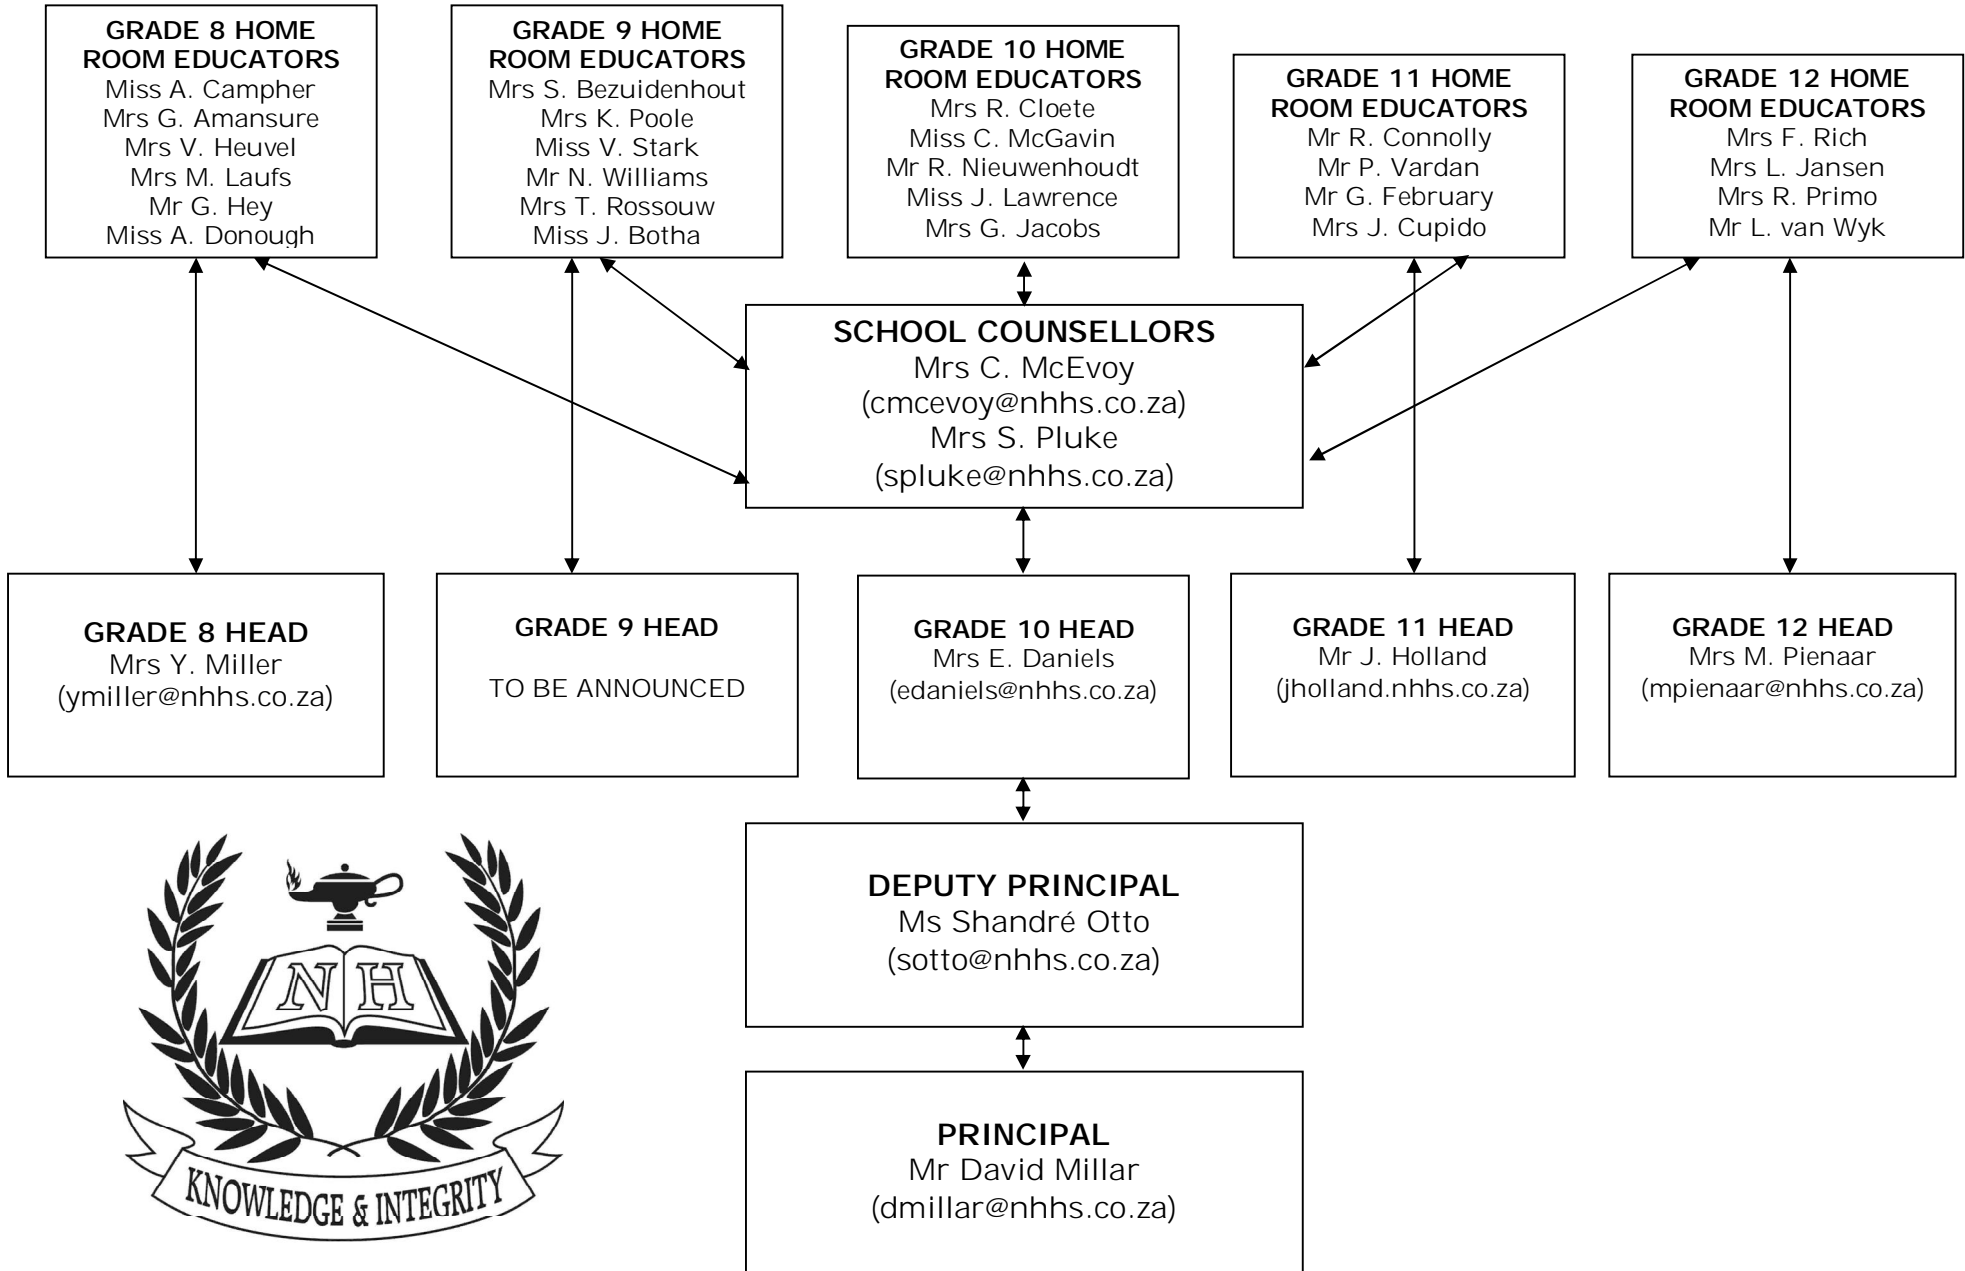 GRADE 8 HOME
ROOM EDUCATORS
Miss A. Campher
Mrs G. Amansure
Mrs V. Heuvel
Mrs M. Laufs
Mr G. Hey
Miss A. Donough
GRADE 9 HOME
ROOM EDUCATORS
Mrs S. Bezuidenhout
Mrs K. Poole
Miss V. Stark
Mr N. Williams
Mrs T. Rossouw
Miss J. Botha
GRADE 10 HOME
ROOM EDUCATORS
Mrs R. Cloete
Miss C. McGavin
Mr R. Nieuwenhoudt
Miss J. Lawrence
Mrs G. Jacobs
GRADE 11 HOME
ROOM EDUCATORS
Mr R. Connolly
Mr P. Vardan
Mr G. February
Mrs J. Cupido
GRADE 12 HOME
ROOM EDUCATORS
Mrs F. Rich
Mrs L. Jansen
Mrs R. Primo
Mr L. van Wyk
SCHOOL COUNSELLORS
Mrs C. McEvoy
(cmcevoy@nhhs.co.za)
Mrs S. Pluke
(spluke@nhhs.co.za)
GRADE 8 HEAD
Mrs Y. Miller
(ymiller@nhhs.co.za)
GRADE 9 HEAD
TO BE ANNOUNCED
GRADE 10 HEAD
Mrs E. Daniels
(edaniels@nhhs.co.za)
GRADE 11 HEAD
Mr J. Holland
(jholland.nhhs.co.za)
GRADE 12 HEAD
Mrs M. Pienaar
(mpienaar@nhhs.co.za)
DEPUTY PRINCIPAL
Ms Shandré Otto
(sotto@nhhs.co.za)
PRINCIPAL
Mr David Millar
(dmillar@nhhs.co.za)
N H
KNOWLEDGE & INTEGRITY